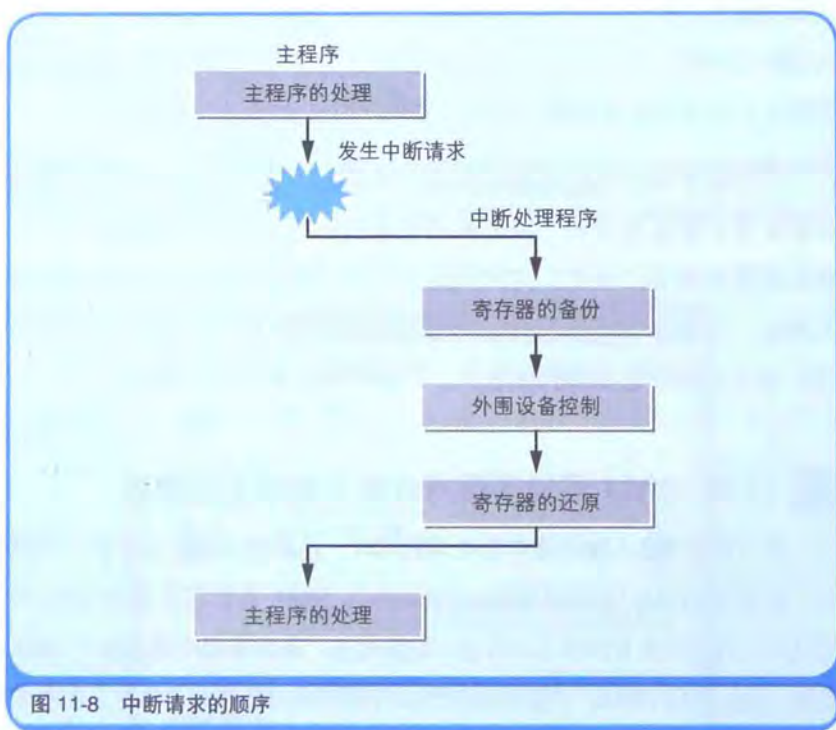 主程序
主程序的处理
发生中断请求
中断处理程序
寄存器的备份
外围设备控制
寄存器的还原
主程序的处理
图 11-8 中断请求的顺序